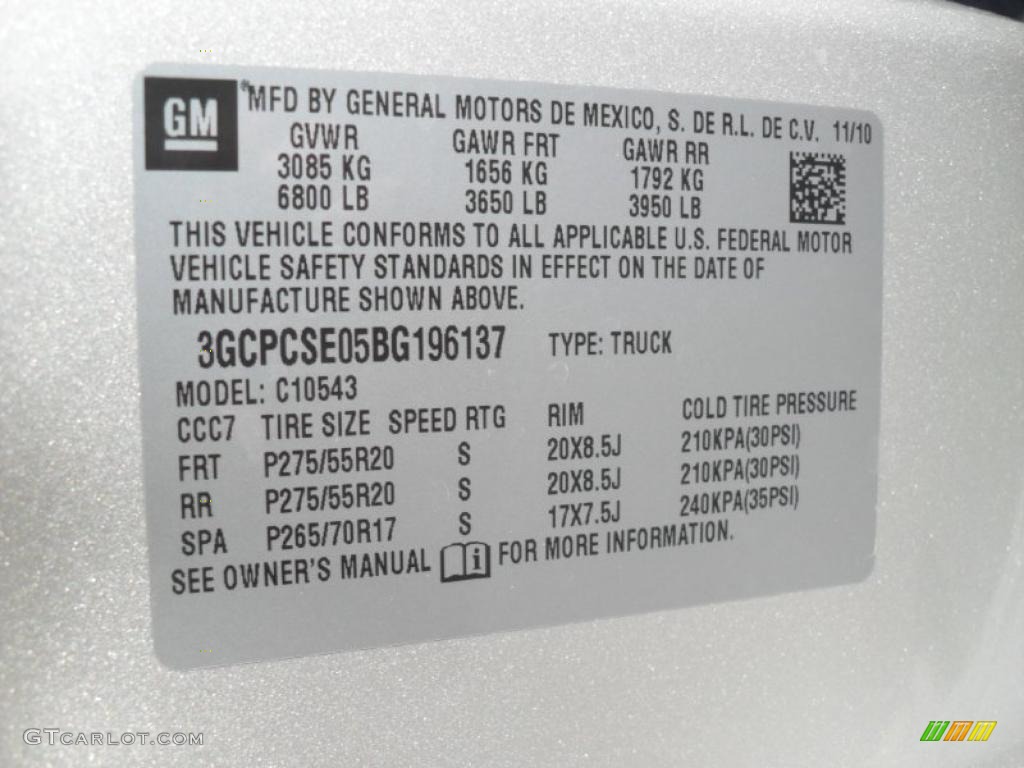 GM
® MFD BY GENERAL MOTORS DE MEXICO, S. DE R.L. DE C.V. 11/10
GVWR GAWR FRT GAWR RR
3085 KG 1656 KG 1792 KG
6800 LB 3650 LB 3950 LB
THIS VEHICLE CONFORMS TO ALL APPLICABLE U.S. FEDERAL MOTOR
VEHICLE SAFETY STANDARDS IN EFFECT ON THE DATE OF
MANUFACTURE SHOWN ABOVE.
3GCPCSE05BG196137 TYPE: TRUCK
MODEL: C10543
CCC7 TIRE SIZE SPEED RTG RIM COLD TIRE PRESSURE
FRT P275/55R20 S 20X8.5J 210KPA(30PSI)
RR P275/55R20 S 20X8.5J 210KPA(30PSI)
SPA P265/70R17 S 17X7.5J 240KPA(35PSI)
SEE OWNER'S MANUAL i FOR MORE INFORMATION.
GTCARLOT.COM